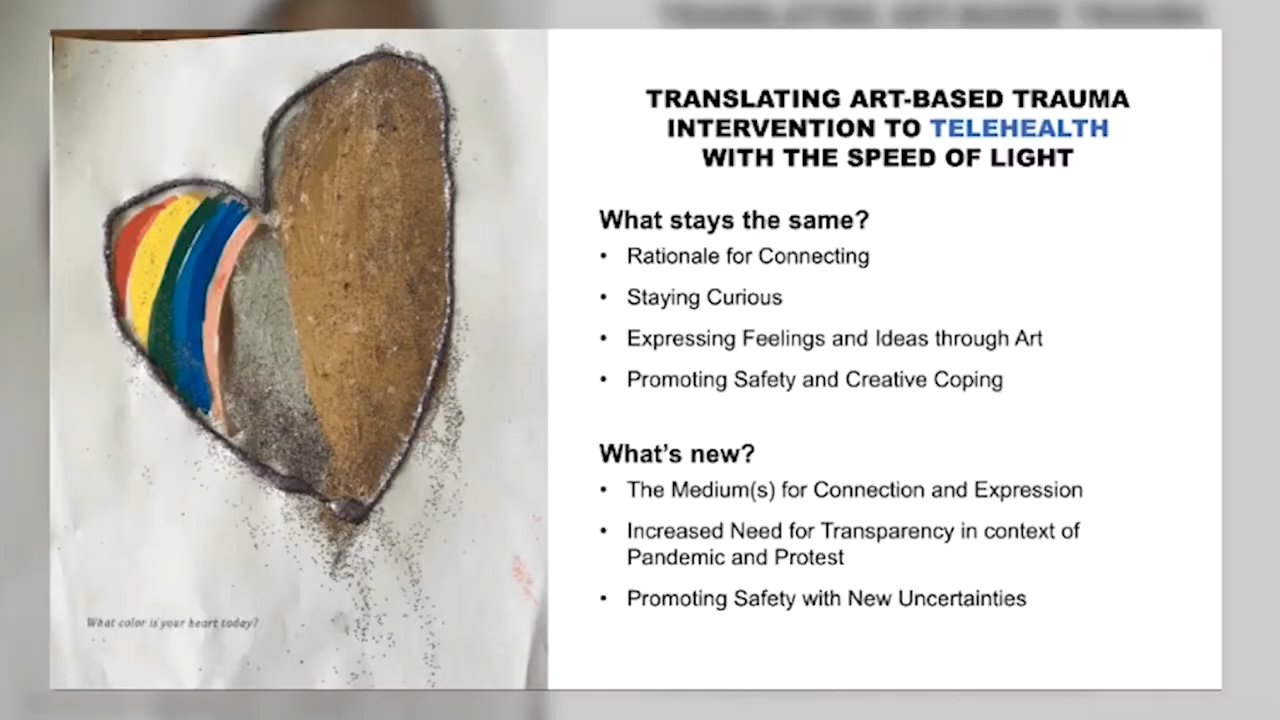 TRANSLATING ART-BASED TRAUMA
INTERVENTION TO TELEHEALTH
WITH THE SPEED OF LIGHT
What stays the same?
• Rationale for Connecting
• Staying Curious
• Expressing Feelings and Ideas through Art
• Promoting Safety and Creative Coping
What's new?
• The Medium(s) for Connection and Expression
• Increased Need for Transparency in context of
Pandemic and Protest
• Promoting Safety with New Uncertainties
What color is your heart today?